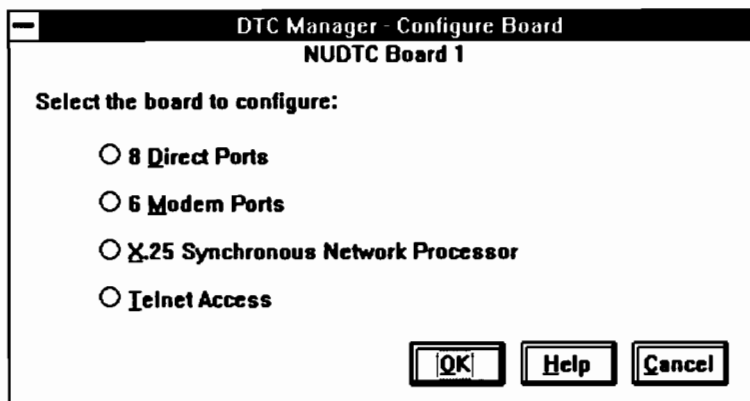 DTC Manager - Configure Board
NUDTC Board 1
Select the board to configure:
8 Direct Ports
6 Modem Ports
X.25 Synchronous Network Processor
Telnet Access
OK Help Cancel